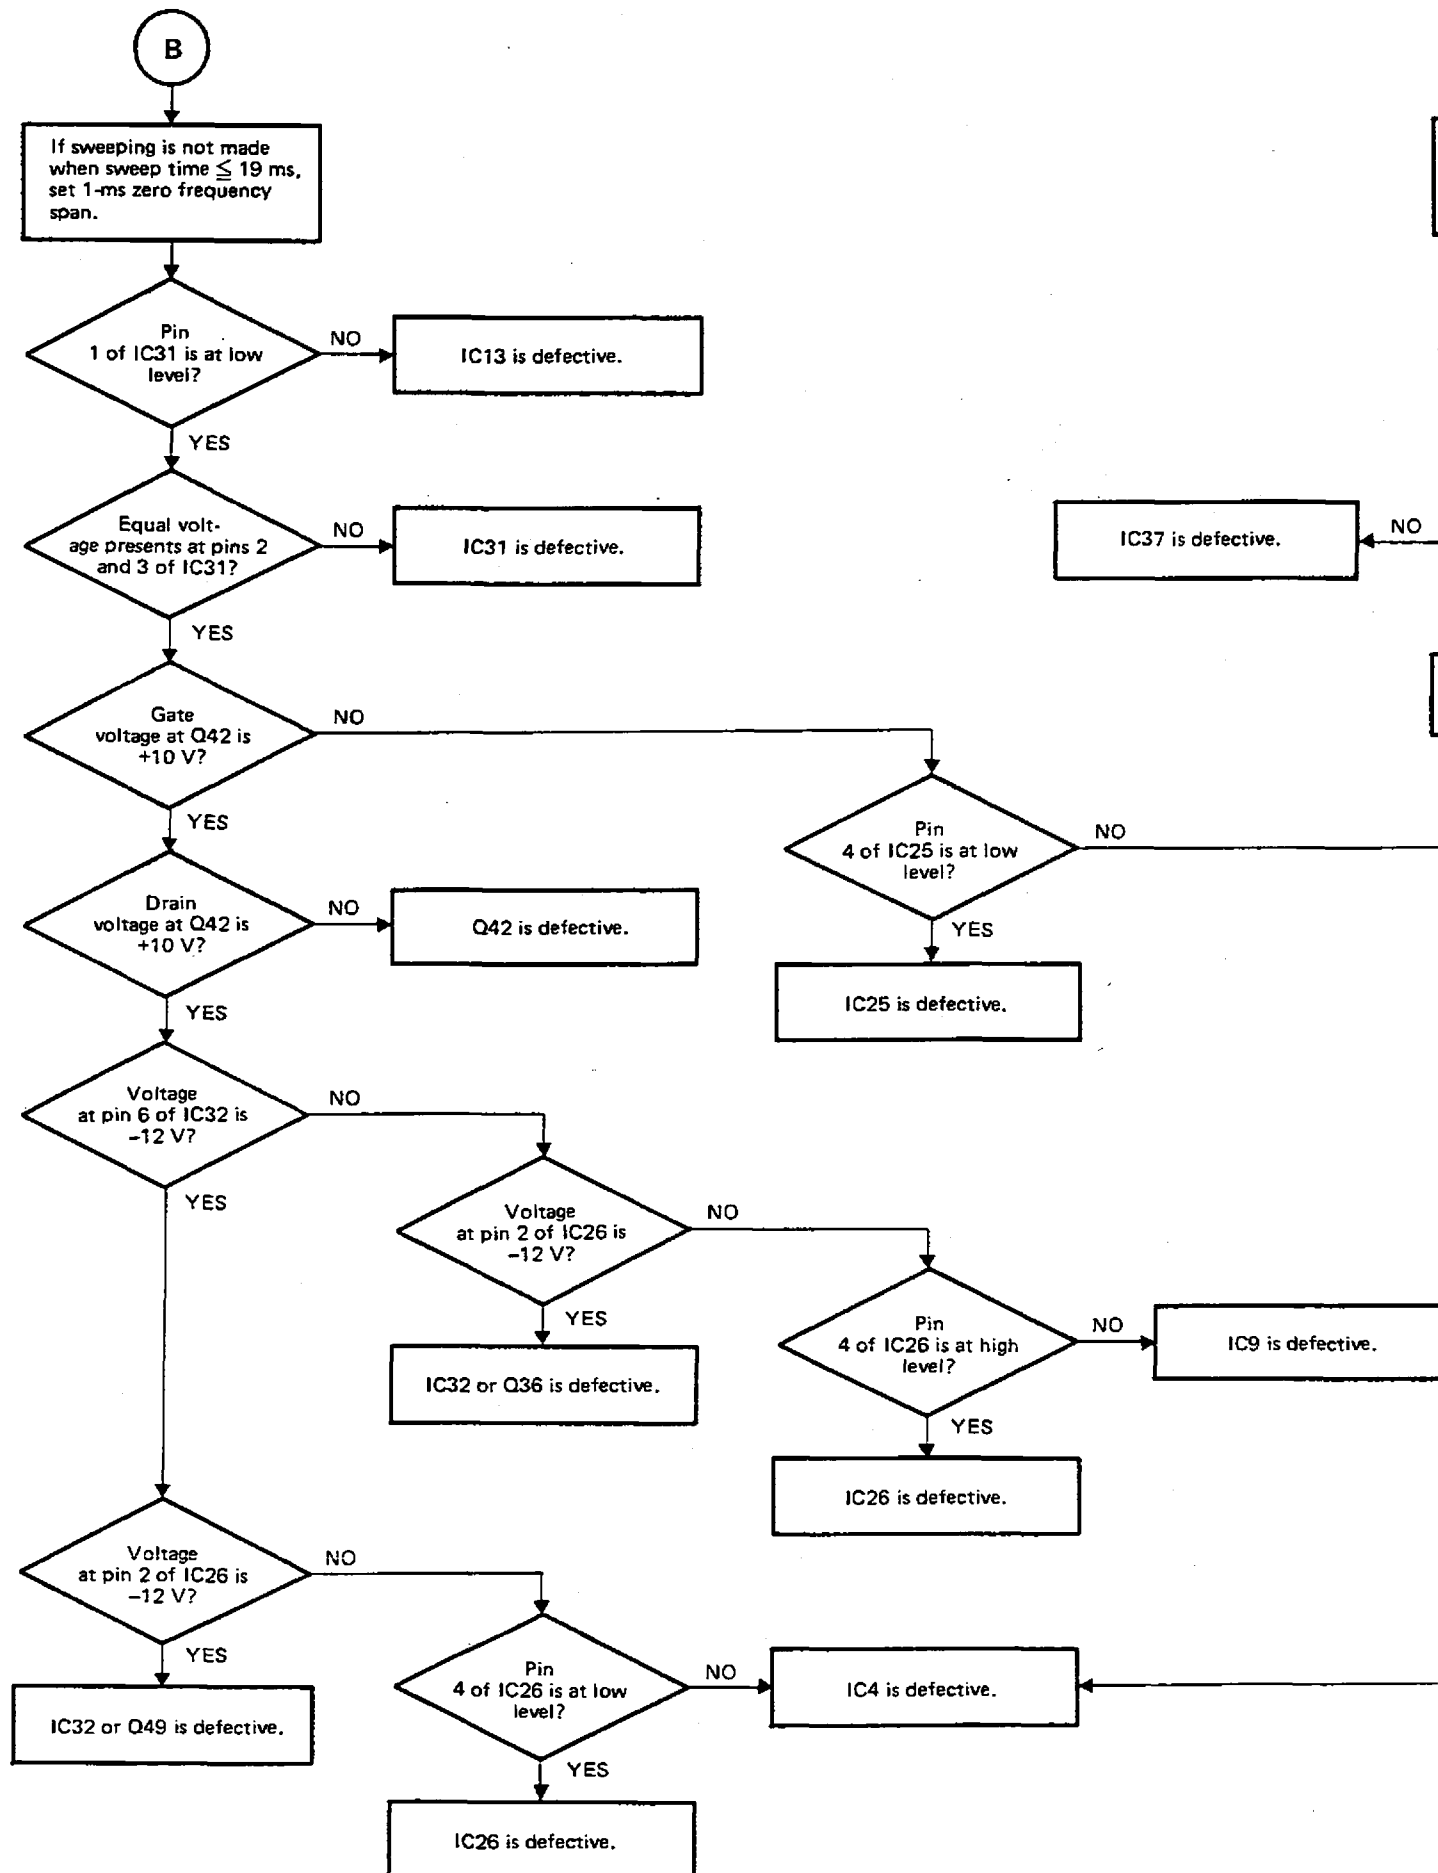 B
If sweeping is not made
when sweep time ≦ 19 ms,
set 1-ms zero frequency
span.
Pin
1 of IC31 is at low
level?
NO
IC13 is defective.
YES
Equal volt-
age presents at pins 2
and 3 of IC31?
NO
IC31 is defective.
IC37 is defective.
NO
YES
Gate
voltage at Q42 is
+10 V?
NO
YES
Pin
4 of IC25 is at low
level?
NO
YES
IC25 is defective.
Drain
voltage at Q42 is
+10 V?
NO
Q42 is defective.
YES
Voltage
at pin 6 of IC32 is
–12 V?
NO
YES
Voltage
at pin 2 of IC26 is
–12 V?
NO
YES
IC32 or Q36 is defective.
Pin
4 of IC26 is at high
level?
NO
IC9 is defective.
YES
IC26 is defective.
Voltage
at pin 2 of IC26 is
–12 V?
NO
YES
IC32 or Q49 is defective.
Pin
4 of IC26 is at low
level?
NO
IC4 is defective.
YES
IC26 is defective.